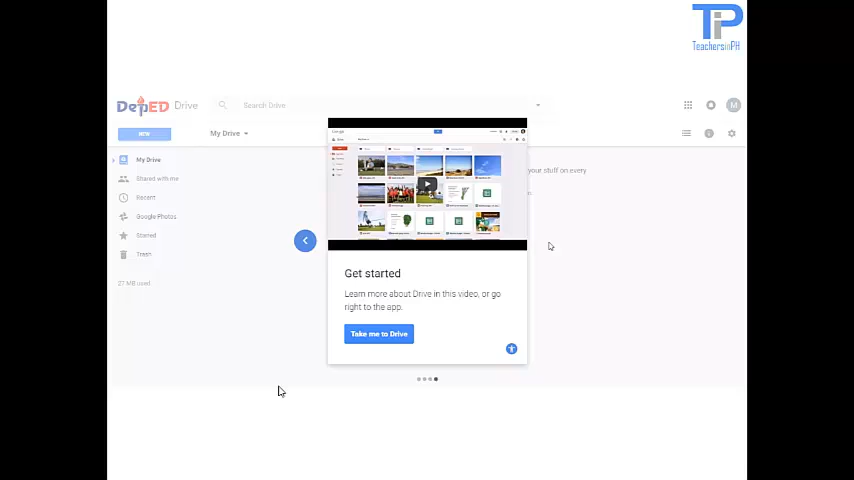 TiP
TeachersinPH
DepED Drive
Search Drive
M
NEW
My Drive
My Drive
Shared with me
Recent
Google Photos
Starred
Trash
27 MB used
your stuff on every
Get started
Learn more about Drive in this video, or go
right to the app.
Take me to Drive